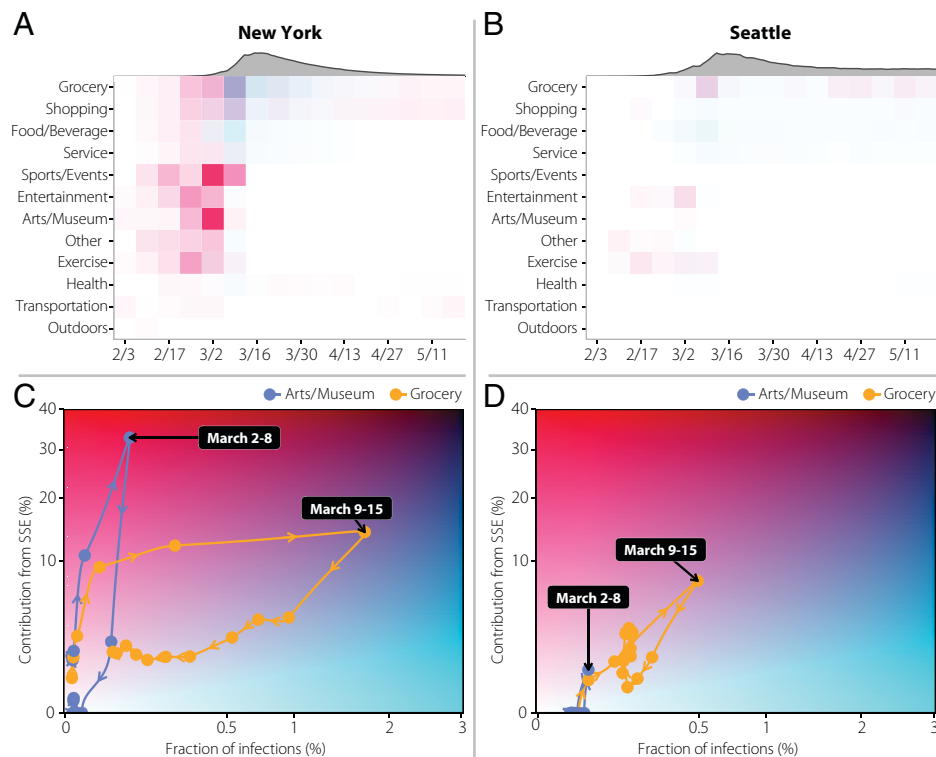 A
New York
Grocery
Shopping
Food/Beverage
Service
Sports/Events
Entertainment
Arts/Museum
Other
Exercise
Health
Transportation
Outdoors
2/3 2/17 3/2 3/16 3/30 4/13 4/27 5/11
B
Seattle
Grocery
Shopping
Food/Beverage
Service
Sports/Events
Entertainment
Arts/Museum
Other
Exercise
Health
Transportation
Outdoors
2/3 2/17 3/2 3/16 3/30 4/13 4/27 5/11
C
Arts/Museum Grocery
40
30
20
10
0
Contribution from SSE (%)
March 2-8
March 9-15
0 0.5 1 2 3
Fraction of infections (%)
D
Arts/Museum Grocery
40
30
20
10
0
Contribution from SSE (%)
March 9-15
March 2-8
0 0.5 1 2 3
Fraction of infections (%)